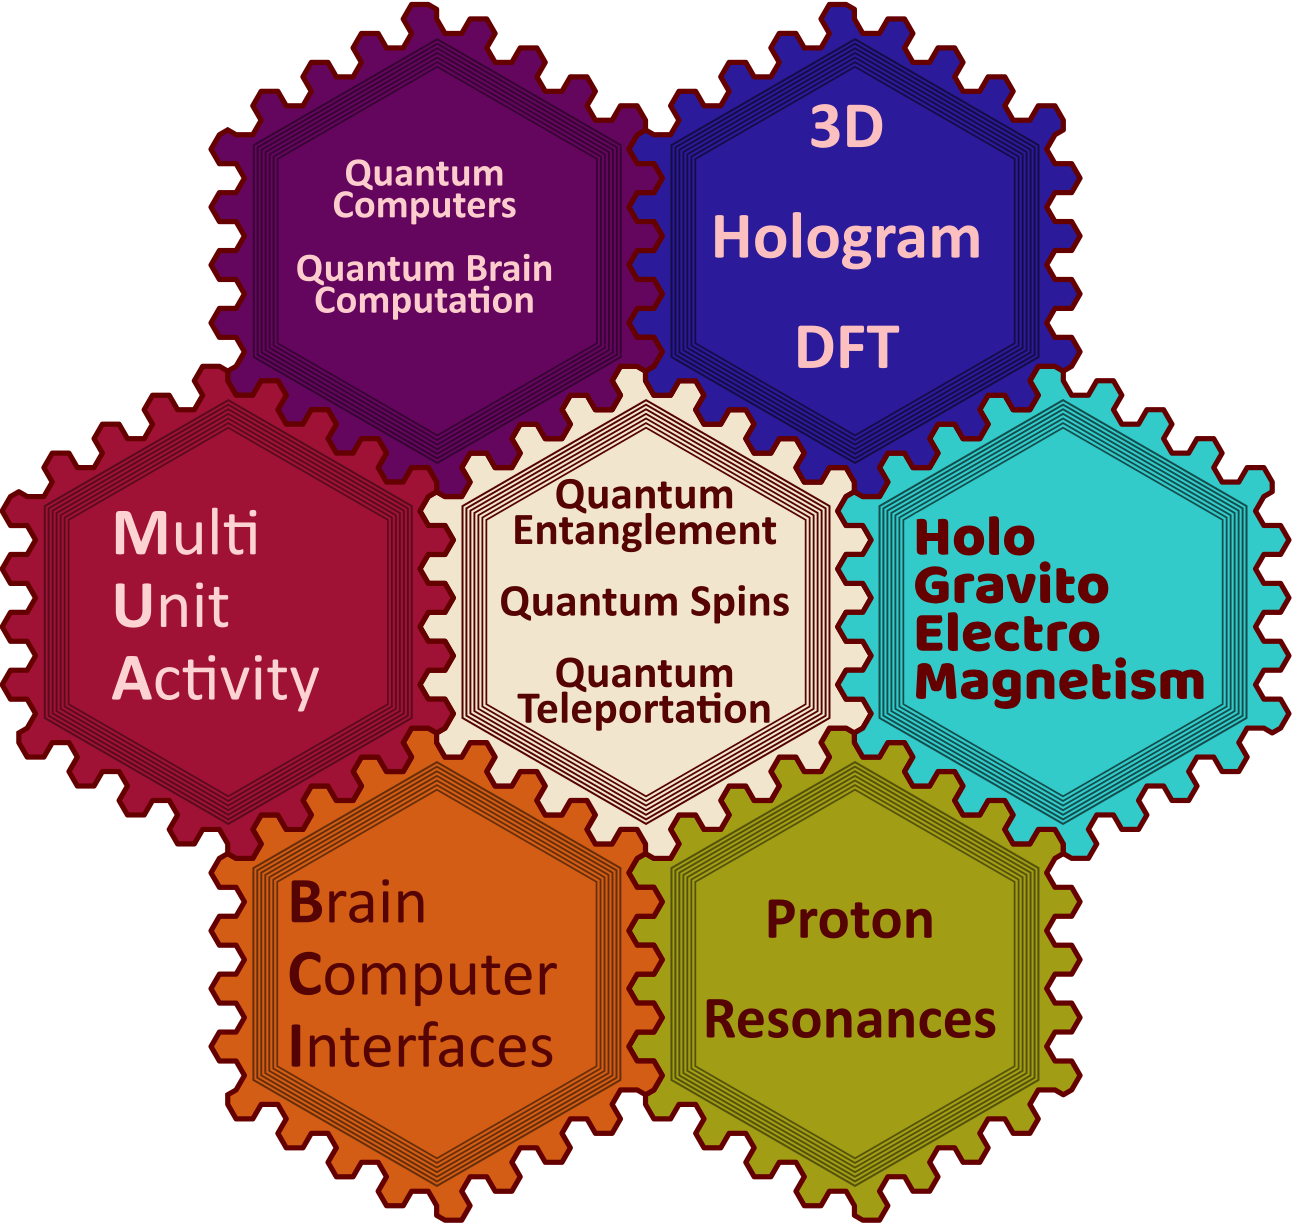 Quantum
Computers
Quantum Brain
Computation
3D
Hologram
DFT
Multi
Unit
Activity
Quantum
Entanglement
Quantum Spins
Quantum
Teleportation
Holo
Gravito
Electro
Magnetism
Brain
Computer
Interfaces
Proton
Resonances